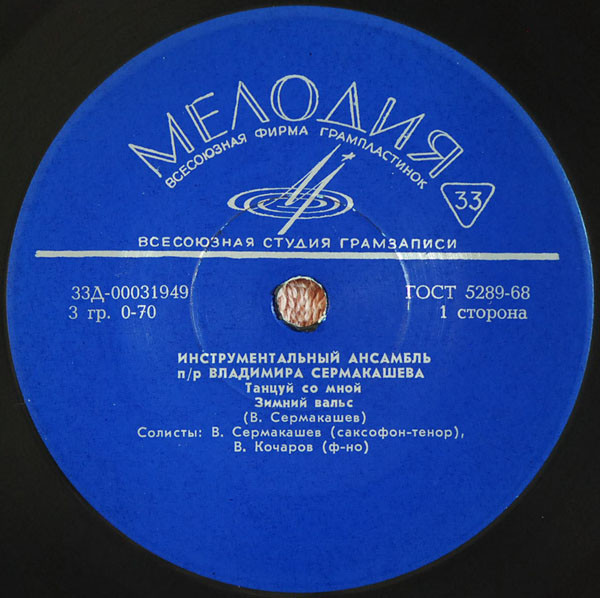 МЕЛОДИЯ
ВСЕСОЮЗНАЯ ФИРМА ГРАМПЛАСТИНОК
33
ВСЕСОЮЗНАЯ СТУДИЯ ГРАМЗАПИСИ
33Д-00031949
3 гр. 0-70
ГОСТ 5289-68
1 сторона
ИНСТРУМЕНТАЛЬНЫЙ АНСАМБЛЬ
п/р ВЛАДИМИРА СЕРМАКАШЕВА
Танцуй со мной
Зимний вальс
(В. Сермакашев)
Солисты: В. Сермакашев (саксофон-тенор),
В. Кочаров (ф-но)